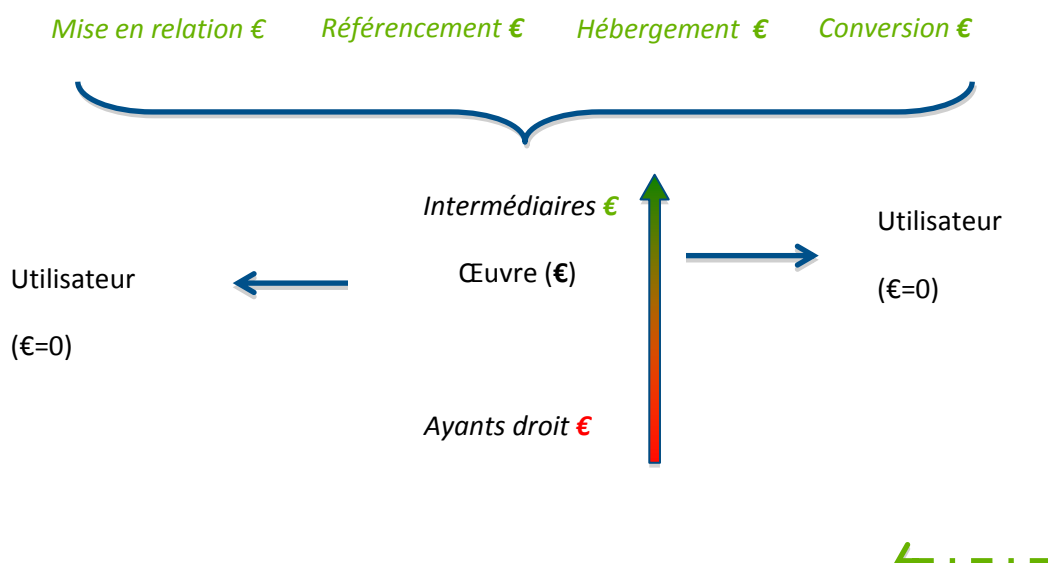 Mise en relation € Référencement € Hébergement € Conversion €
Intermédiaires €
Utilisateur
Œuvre (€)
Utilisateur
(€=0)
(€=0)
Ayants droit €